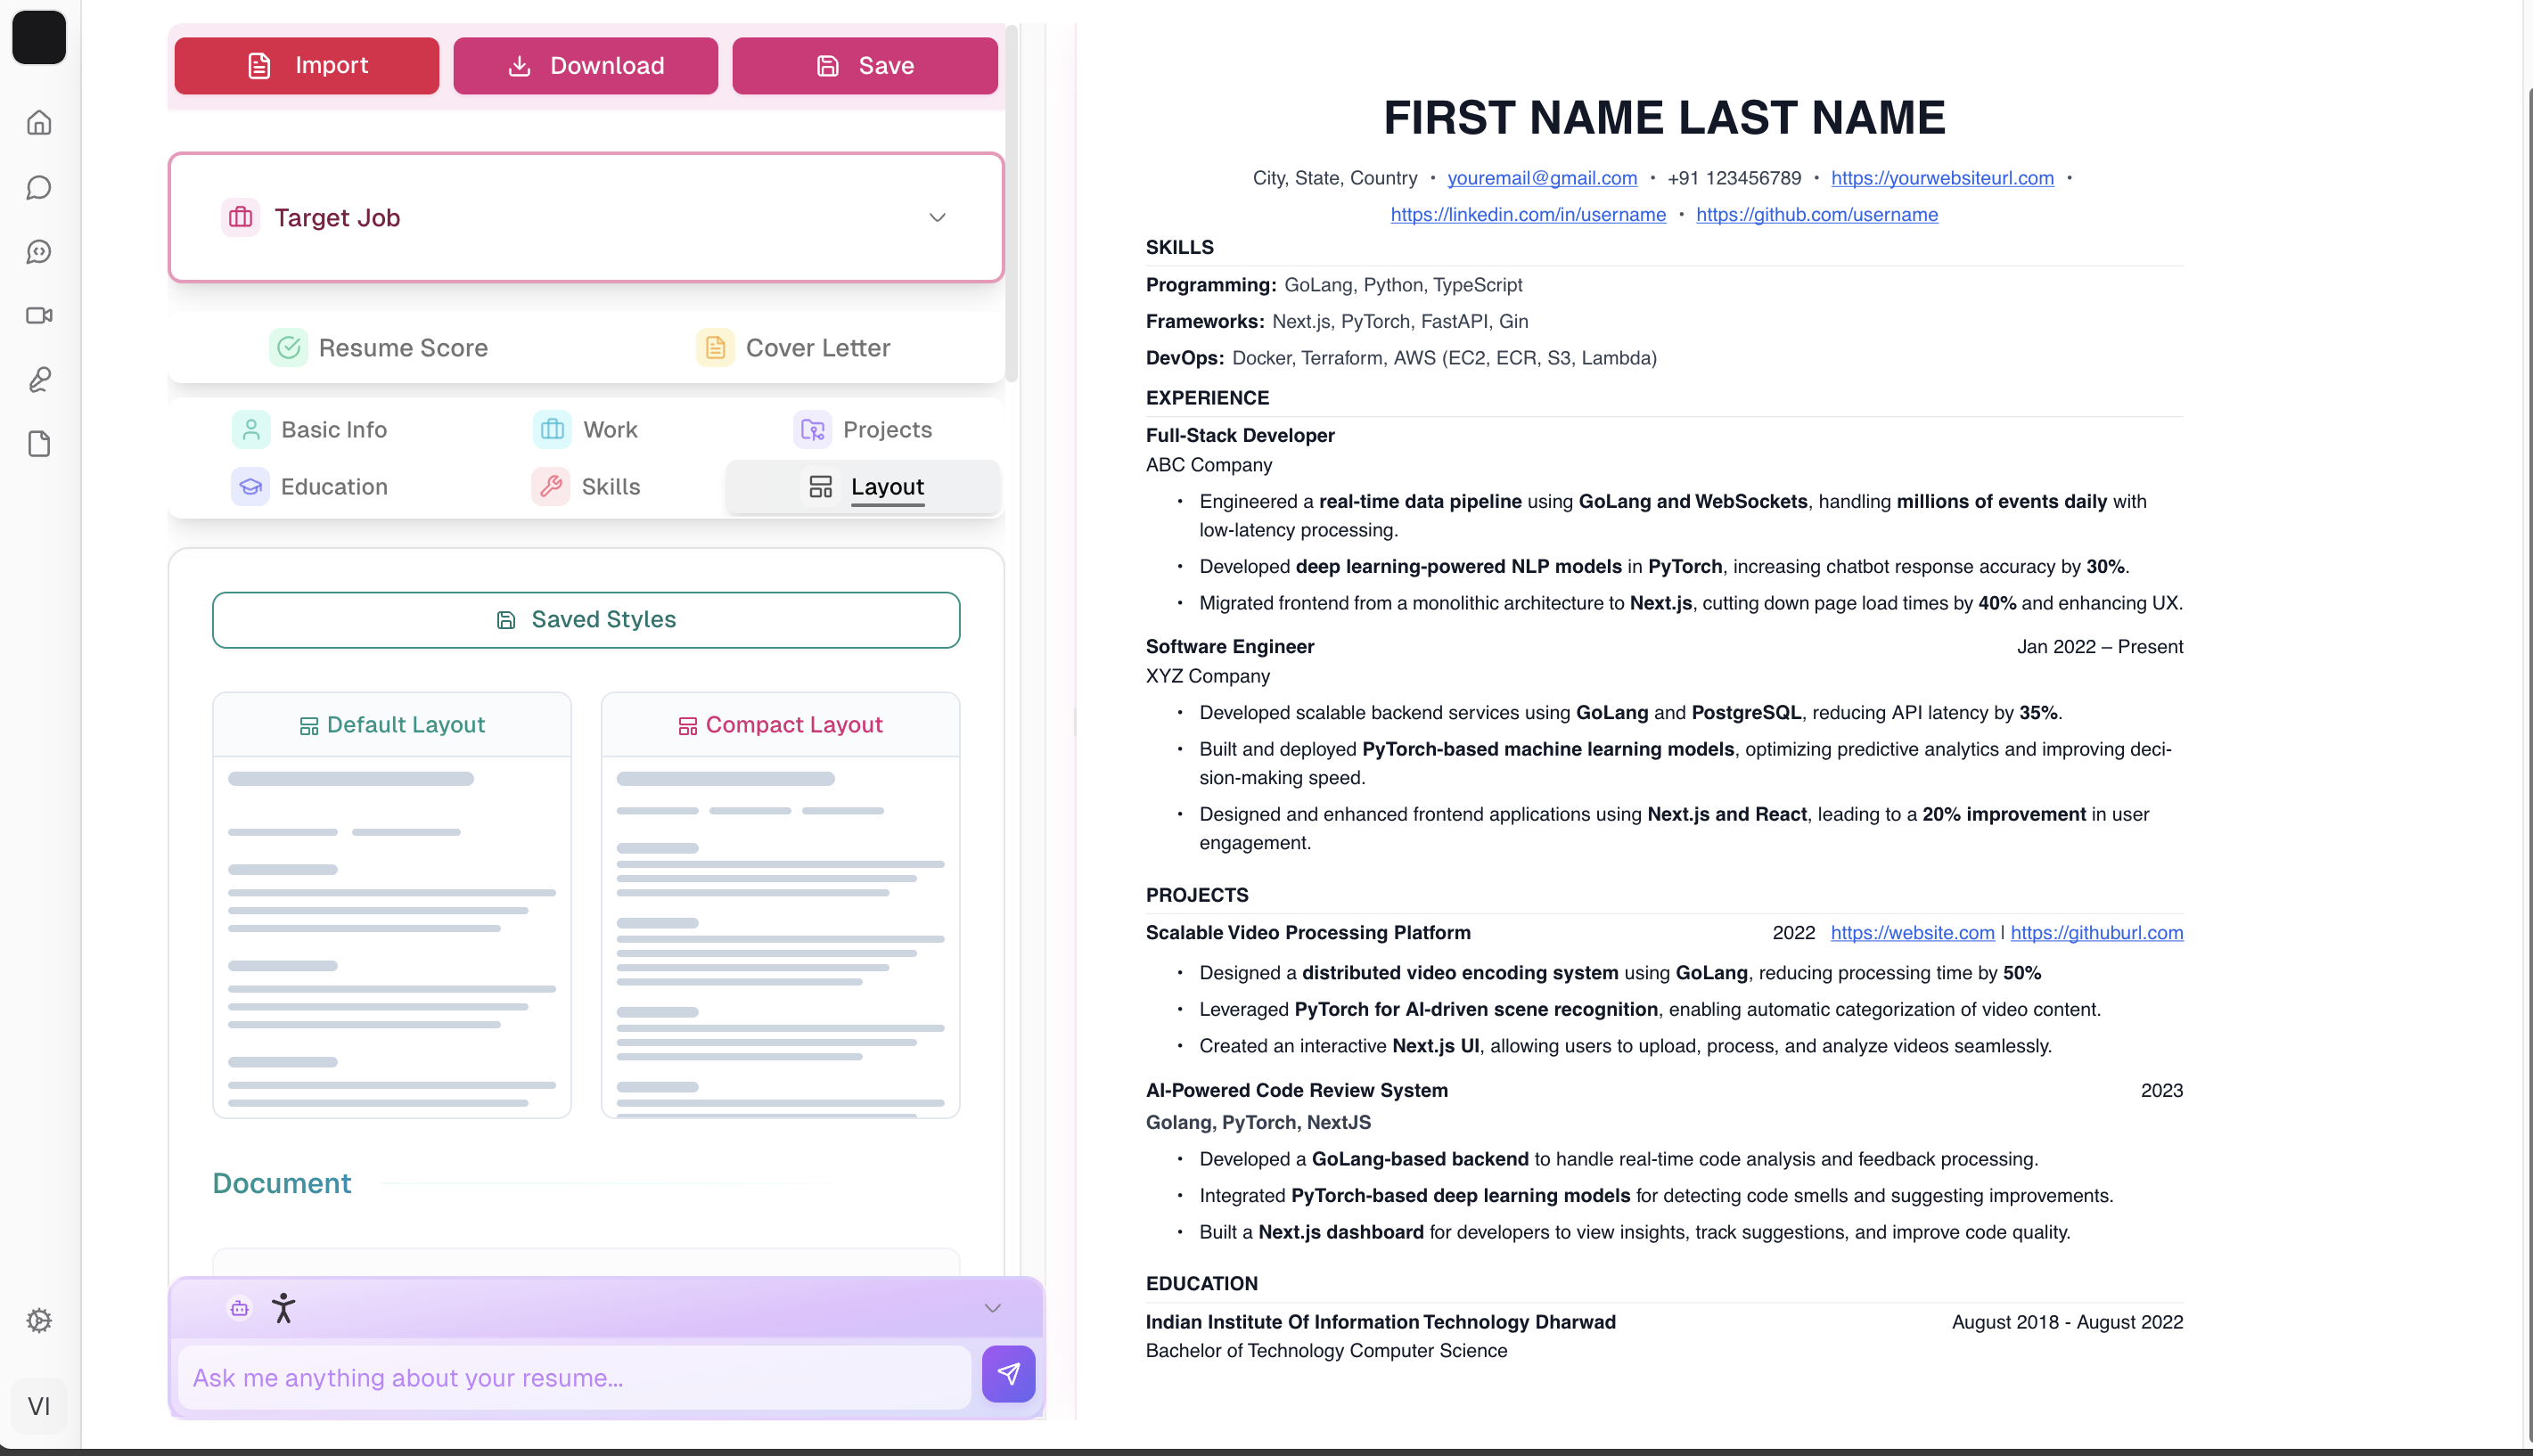 Import
Download
Save
Target Job
Resume Score
Cover Letter
Basic Info
Work
Projects
Education
Skills
Layout
Saved Styles
Default Layout
Compact Layout
Document
Ask me anything about your resume...
VI
FIRST NAME LAST NAME
City, State, Country • youremail@gmail.com • +91 123456789 • https://yourwebsiteurl.com •
https://linkedin.com/in/username • https://github.com/username
SKILLS
Programming: GoLang, Python, TypeScript
Frameworks: Next.js, PyTorch, FastAPI, Gin
DevOps: Docker, Terraform, AWS (EC2, ECR, S3, Lambda)
EXPERIENCE
Full-Stack Developer
ABC Company
• Engineered a real-time data pipeline using GoLang and WebSockets, handling millions of events daily with
low-latency processing.
• Developed deep learning-powered NLP models in PyTorch, increasing chatbot response accuracy by 30%.
• Migrated frontend from a monolithic architecture to Next.js, cutting down page load times by 40% and enhancing UX.
Software Engineer Jan 2022 – Present
XYZ Company
• Developed scalable backend services using GoLang and PostgreSQL, reducing API latency by 35%.
• Built and deployed PyTorch-based machine learning models, optimizing predictive analytics and improving deci-
sion-making speed.
• Designed and enhanced frontend applications using Next.js and React, leading to a 20% improvement in user
engagement.
PROJECTS
Scalable Video Processing Platform 2022 https://website.com | https://githuburl.com
• Designed a distributed video encoding system using GoLang, reducing processing time by 50%
• Leveraged PyTorch for AI-driven scene recognition, enabling automatic categorization of video content.
• Created an interactive Next.js UI, allowing users to upload, process, and analyze videos seamlessly.
AI-Powered Code Review System 2023
Golang, PyTorch, NextJS
• Developed a GoLang-based backend to handle real-time code analysis and feedback processing.
• Integrated PyTorch-based deep learning models for detecting code smells and suggesting improvements.
• Built a Next.js dashboard for developers to view insights, track suggestions, and improve code quality.
EDUCATION
Indian Institute Of Information Technology Dharwad August 2018 - August 2022
Bachelor of Technology Computer Science